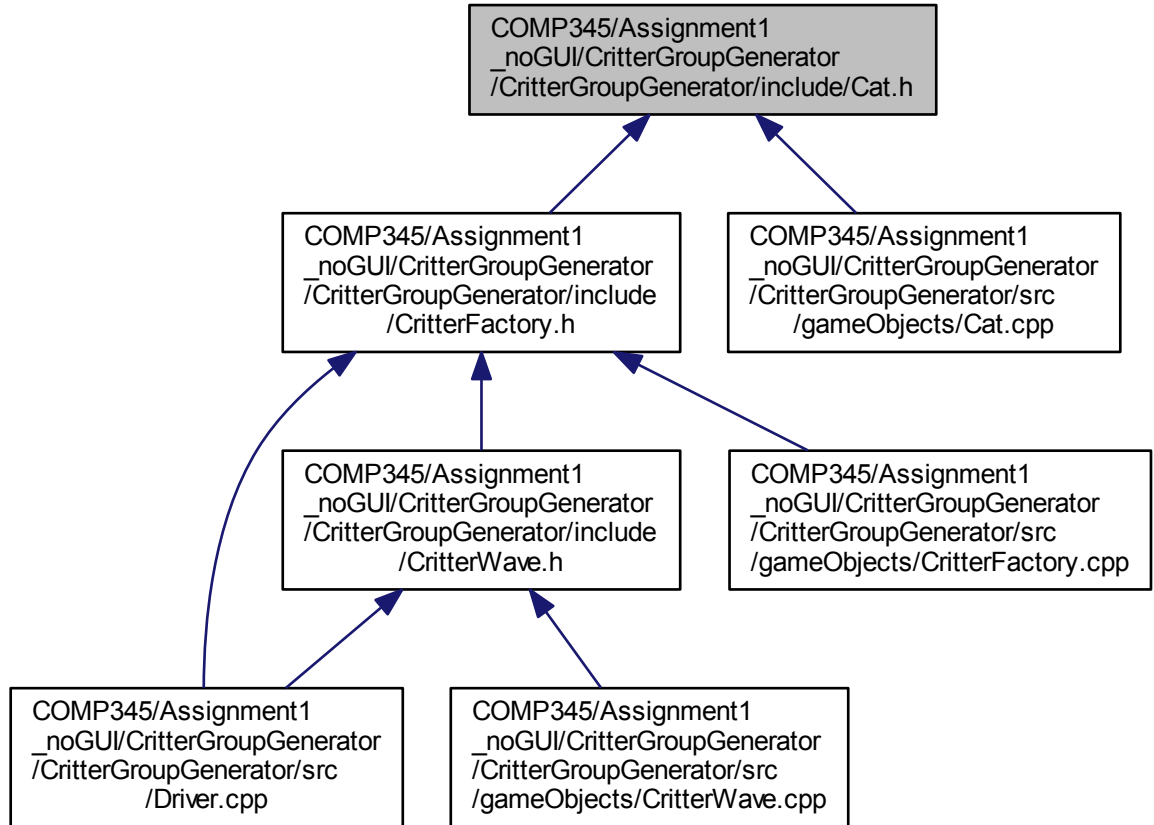 COMP345/Assignment1
_noGUI/CritterGroupGenerator
/CritterGroupGenerator/include/Cat.h
COMP345/Assignment1
_noGUI/CritterGroupGenerator
/CritterGroupGenerator/include
/CritterFactory.h
COMP345/Assignment1
_noGUI/CritterGroupGenerator
/CritterGroupGenerator/src
/gameObjects/Cat.cpp
COMP345/Assignment1
_noGUI/CritterGroupGenerator
/CritterGroupGenerator/include
/CritterWave.h
COMP345/Assignment1
_noGUI/CritterGroupGenerator
/CritterGroupGenerator/src
/gameObjects/CritterFactory.cpp
COMP345/Assignment1
_noGUI/CritterGroupGenerator
/CritterGroupGenerator/src
/Driver.cpp
COMP345/Assignment1
_noGUI/CritterGroupGenerator
/CritterGroupGenerator/src
/gameObjects/CritterWave.cpp